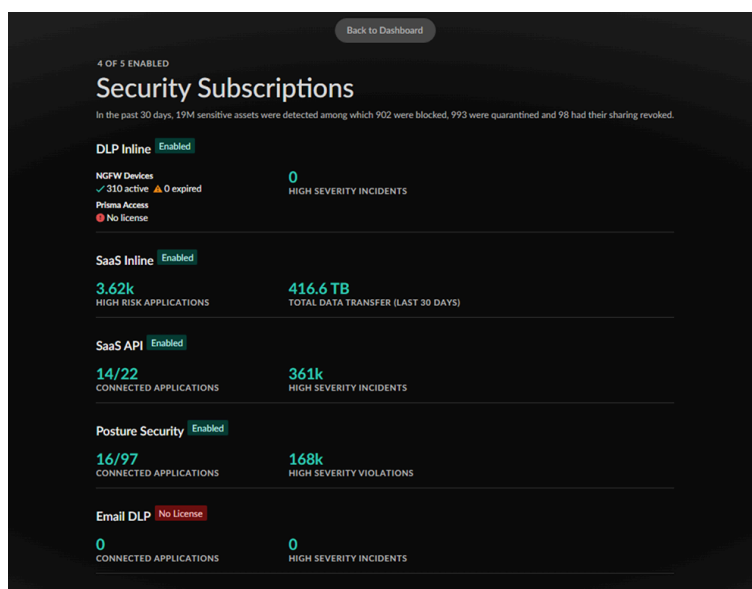 Back to Dashboard
4 OF 5 ENABLED
Security Subscriptions
In the past 30 days, 19M sensitive assets were detected among which 902 were blocked, 993 were quarantined and 98 had their sharing revoked.
DLP Inline Enabled
NGFW Devices
310 active 0 expired
Prisma Access
No license
0
HIGH SEVERITY INCIDENTS
SaaS Inline Enabled
3.62k
HIGH RISK APPLICATIONS
416.6 TB
TOTAL DATA TRANSFER (LAST 30 DAYS)
SaaS API Enabled
14/22
CONNECTED APPLICATIONS
361k
HIGH SEVERITY INCIDENTS
Posture Security Enabled
16/97
CONNECTED APPLICATIONS
168k
HIGH SEVERITY VIOLATIONS
Email DLP No License
0
CONNECTED APPLICATIONS
0
HIGH SEVERITY INCIDENTS